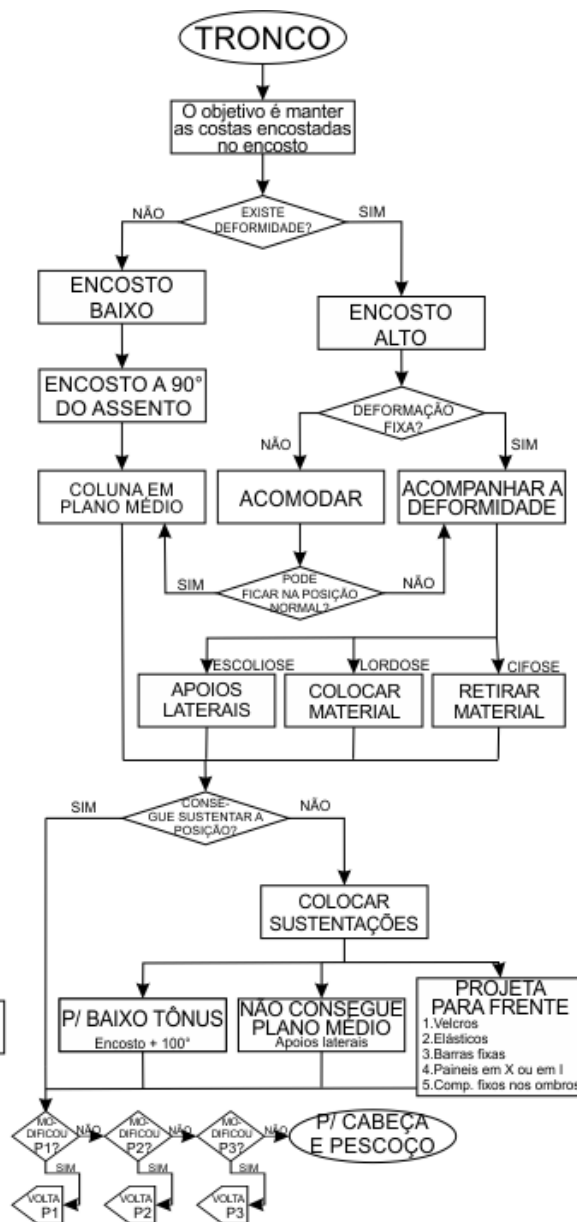 TRONCO
O objetivo é manter
as costas encostadas
no encosto
EXISTE
DEFORMIDADE?
NÃO
SIM
ENCOSTO
BAIXO
ENCOSTO
ALTO
ENCOSTO A 90°
DO ASSENTO
DEFORMAÇÃO
FIXA?
NÃO
SIM
COLUNA EM
PLANO MÉDIO
ACOMODAR
ACOMPANHAR A
DEFORMIDADE
PODE
FICAR NA POSIÇÃO
NORMAL?
SIM
NÃO
ESCOLIOSE
LORDOSE
CIFOSE
APOIOS
LATERAIS
COLOCAR
MATERIAL
RETIRAR
MATERIAL
CONSE-
GUE SUSTENTAR A
POSIÇÃO?
SIM
NÃO
COLOCAR
SUSTENTAÇÕES
P/ BAIXO TÔNUS
Encosto + 100°
NÃO CONSEGUE
PLANO MÉDIO
Apoios laterais
PROJETA
PARA FRENTE
1.Velcros
2.Elásticos
3.Barras fixas
4.Paineis em X ou em I
5.Comp. fixos nos ombros
MO-
DIFICOU
P1?
NÃO
MO-
DIFICOU
P2?
NÃO
MO-
DIFICOU
P3?
NÃO
P/ CABEÇA
E PESCOÇO
SIM
SIM
SIM
VOLTA
P1
VOLTA
P2
VOLTA
P3